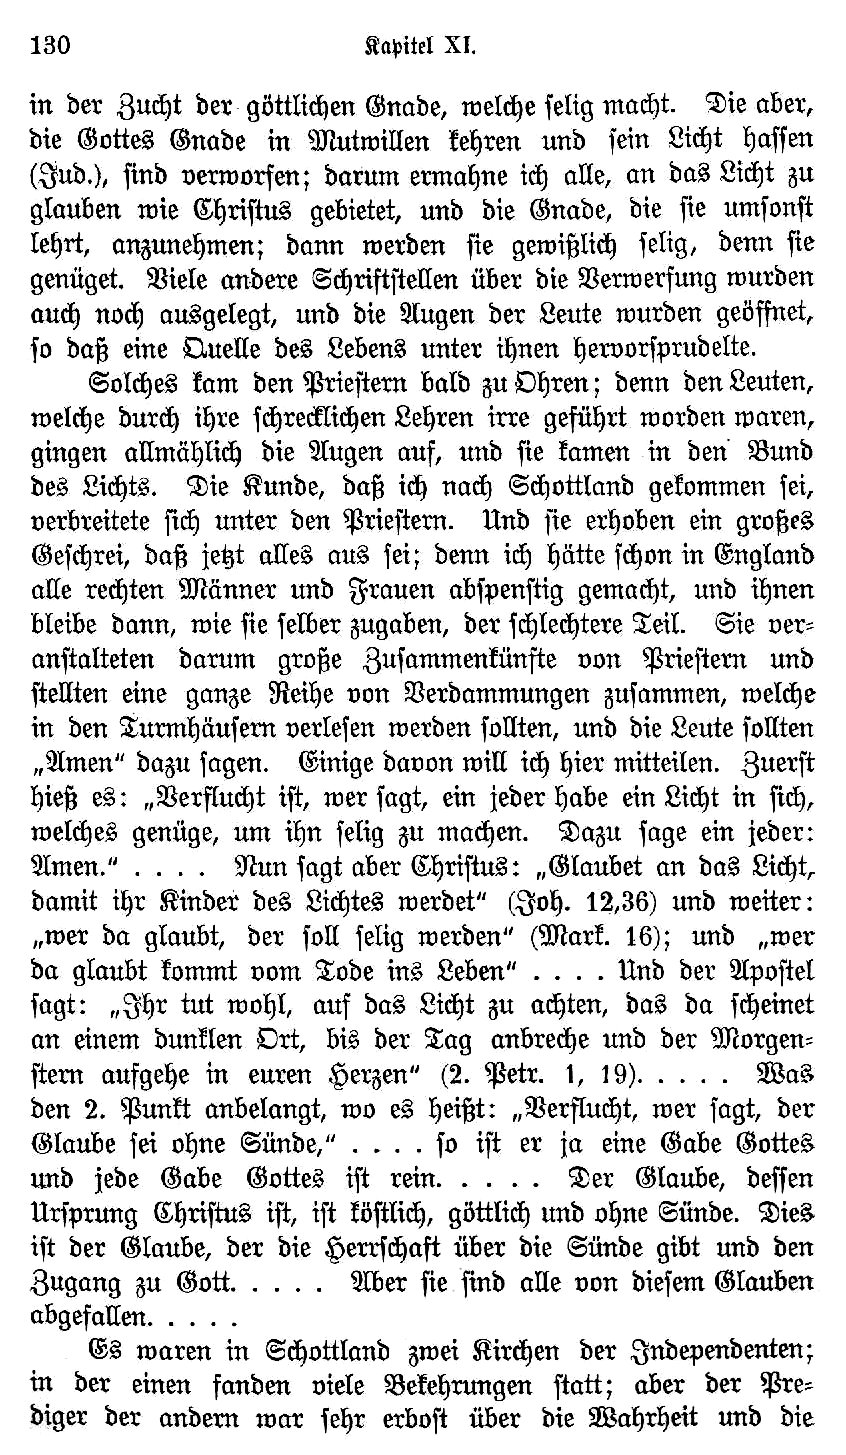 130 Kapitel XI.
in der Zucht der göttlichen Gnade, welche selig macht. Die aber,
die Gottes Gnade in Mutwillen kehren und sein Licht hassen
(Jud.), sind verworfen; darum ermahne ich alle, an das Licht zu
glauben wie Christus gebietet, und die Gnade, die sie umsonst
lehrt, anzunehmen; dann werden sie gewißlich selig, denn sie
genüget. Viele andere Schriftstellen über die Verwerfung wurden
auch noch ausgelegt, und die Augen der Leute wurden geöffnet,
so daß eine Quelle des Lebens unter ihnen hervorsprudelte.
Solches kam den Priestern bald zu Ohren; denn den Leuten,
welche durch ihre schrecklichen Lehren irre geführt worden waren,
gingen allmählich die Augen auf, und sie kamen in den Bund
des Lichts. Die Kunde, daß ich nach Schottland gekommen sei,
verbreitete sich unter den Priestern. Und sie erhoben ein großes
Geschrei, daß jetzt alles aus sei; denn ich hätte schon in England
alle rechten Männer und Frauen abspenstig gemacht, und ihnen
bleibe dann, wie sie selber zugaben, der schlechtere Teil. Sie ver-
anstalteten darum große Zusammenkünfte von Priestern und
stellten eine ganze Reihe von Verdammungen zusammen, welche
in den Turmhäusern verlesen werden sollten, und die Leute sollten
„Amen“ dazu sagen. Einige davon will ich hier mitteilen. Zuerst
hieß es: „Verflucht ist, wer sagt, ein jeder habe ein Licht in sich,
welches genüge, um ihn selig zu machen. Dazu sage ein jeder:
Amen.“ . . . . Nun sagt aber Christus: „Glaubet an das Licht,
damit ihr Kinder des Lichtes werdet“ (Joh. 12,36) und weiter:
„wer da glaubt, der soll selig werden“ (Mark. 16); und „wer
da glaubt kommt vom Tode ins Leben“ . . . . Und der Apostel
sagt: „Ihr tut wohl, auf das Licht zu achten, das da scheinet
an einem dunklen Ort, bis der Tag anbreche und der Morgen-
stern aufgehe in euren Herzen“ (2. Petr. 1, 19). . . . . Was
den 2. Punkt anbelangt, wo es heißt: „Verflucht, wer sagt, der
Glaube sei ohne Sünde,“ . . . . so ist er ja eine Gabe Gottes
und jede Gabe Gottes ist rein. . . . . Der Glaube, dessen
Ursprung Christus ist, ist köstlich, göttlich und ohne Sünde. Dies
ist der Glaube, der die Herrschaft über die Sünde gibt und den
Zugang zu Gott. . . . . Aber sie sind alle von diesem Glauben
abgefallen. . . . .
Es waren in Schottland zwei Kirchen der Independenten;
in der einen fanden viele Bekehrungen statt; aber der Pre-
diger der andern war sehr erbost über die Wahrheit und die